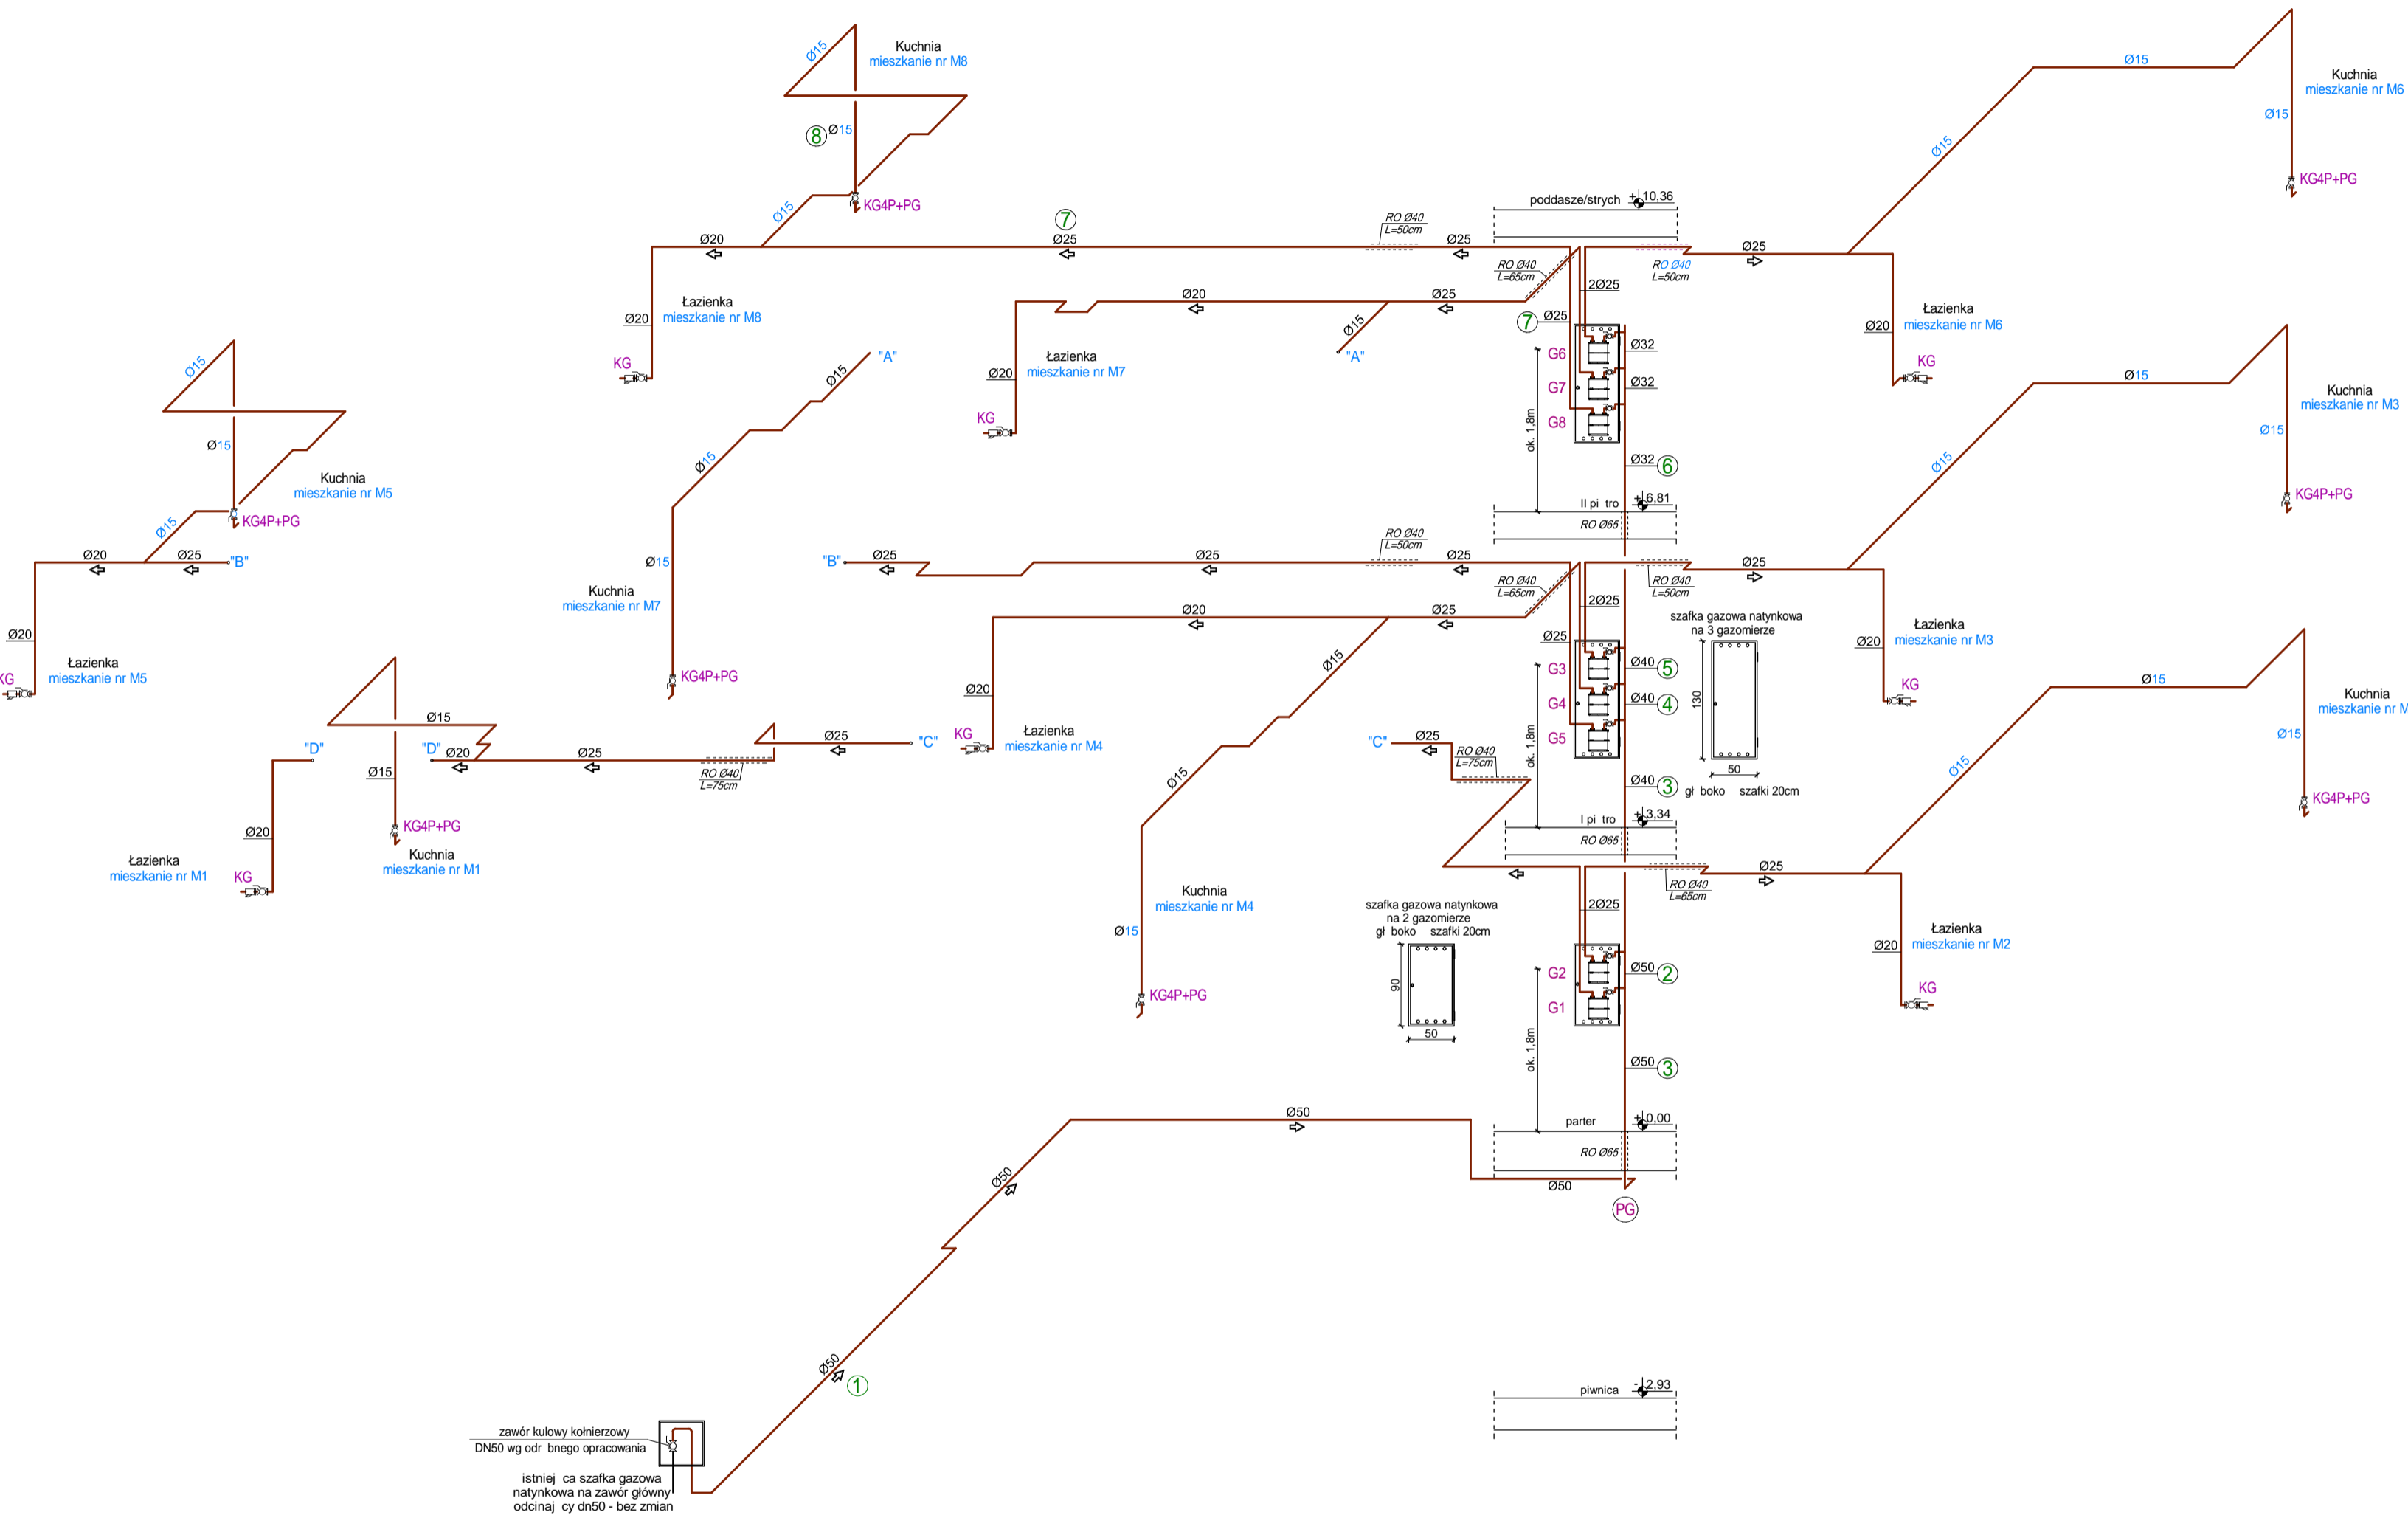 Ø15
Kuchnia
mieszkanie nr M8
8
Ø15
KG4P+PG
Ø15
7
Ø20
Ø25
RO Ø40
L=50cm
Ø25
poddasze/strych
+10,36
Ø15
Ø15
Kuchnia
mieszkanie nr M6
Ø15
KG4P+PG
RO Ø40
L=65cm
RO Ø40
L=50cm
Ø25
2Ø25
Łazienka
mieszkanie nr M8
Ø20
KG
Ø20
Ø25
Ø15
"A"
7
Ø25
Łazienka
mieszkanie nr M7
Ø20
KG
G6
G7
G8
Ø32
Ø32
ok. 1,8m
Ø32
6
Łazienka
mieszkanie nr M6
Ø20
KG
Ø15
Ø15
Kuchnia
mieszkanie nr M3
Ø15
KG4P+PG
"A"
Ø15
Ø15
Ø15
Kuchnia
mieszkanie nr M7
KG4P+PG
Ø15
Ø15
Kuchnia
mieszkanie nr M5
KG4P+PG
Ø15
Ø20
Ø25
"B"
Ø20
Łazienka
mieszkanie nr M5
KG
II pi tro
+6,81
RO Ø65
"B"
Ø25
Ø25
RO Ø40
L=50cm
Ø25
RO Ø40
L=65cm
RO Ø40
L=50cm
Ø25
2Ø25
Ø20
Ø25
Ø25
Ø15
Ø20
KG
Łazienka
mieszkanie nr M4
G3
G4
G5
Ø40
5
Ø40
4
ok. 1,8m
Ø40
3
szafka gazowa natynkowa
na 3 gazomierze
130
50
gł boko szafki 20cm
Łazienka
mieszkanie nr M3
Ø20
KG
Ø15
Ø15
Kuchnia
mieszkanie nr M
Ø15
KG4P+PG
Ø15
"D"
"D"
Ø20
Ø25
RO Ø40
L=75cm
Ø25
"C"
Ø15
KG4P+PG
Kuchnia
mieszkanie nr M1
Ø20
Łazienka
mieszkanie nr M1
KG
"C"
Ø25
RO Ø40
L=75cm
I pi tro
+3,34
RO Ø65
Ø15
Kuchnia
mieszkanie nr M4
Ø15
KG4P+PG
RO Ø40
L=65cm
Ø25
2Ø25
szafka gazowa natynkowa
na 2 gazomierze
gł boko szafki 20cm
90
50
G2
G1
Ø50
2
ok. 1,8m
Ø50
3
Łazienka
mieszkanie nr M2
Ø20
KG
Ø50
parter
+0,00
RO Ø65
Ø50
PG
Ø50
Ø50
1
piwnica
-2,93
zawór kulowy kołnierzowy
DN50 wg odr bnego opracowania
istniej ca szafka gazowa
natynkowa na zawór główny
odcinaj cy dn50 - bez zmian